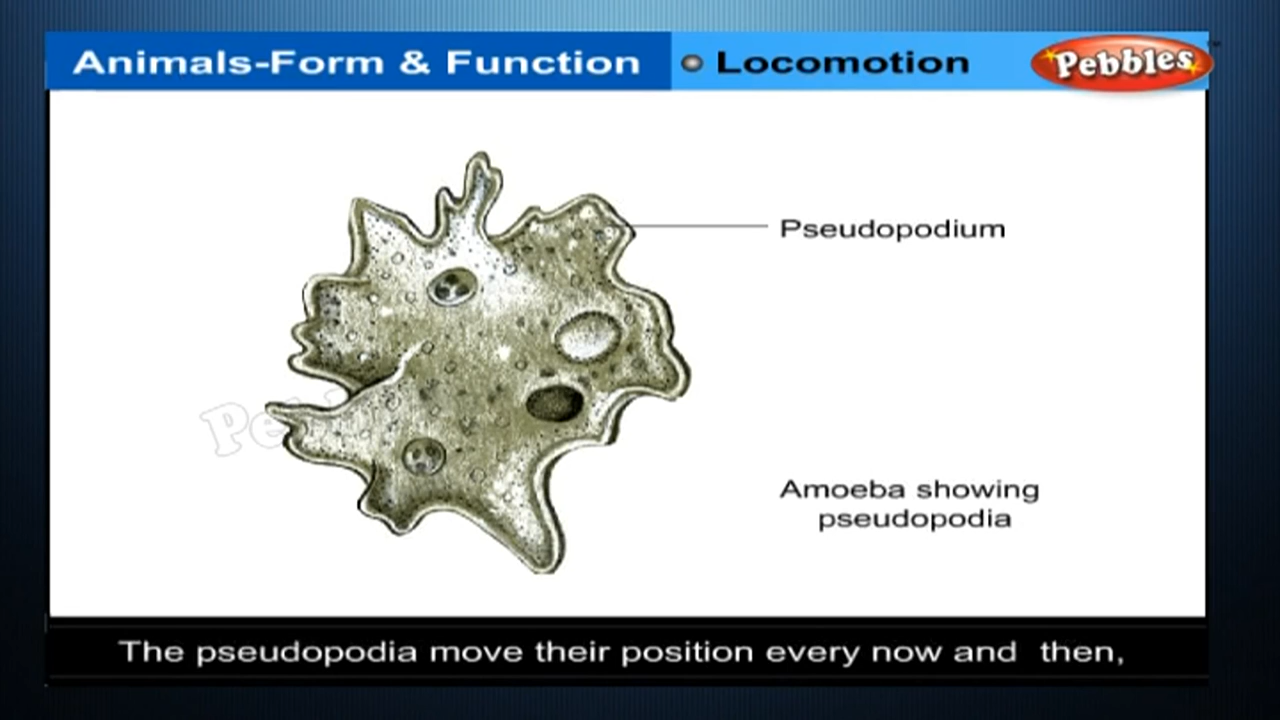 Animals-Form & Function
Locomotion
Pebbles
Pseudopodium
Amoeba showing
pseudopodia
The pseudopodia move their position every now and then,